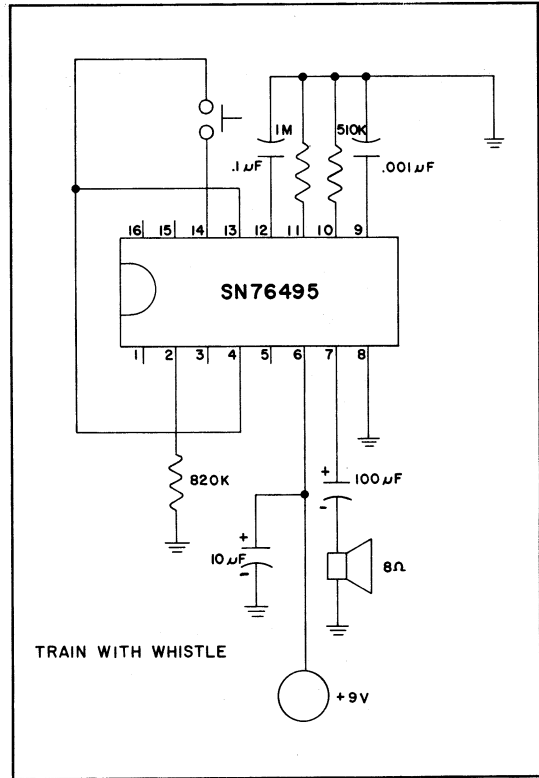 1M
510K
.1µF
.001µF
16 15 14 13 12 11 10 9
SN76495
1 2 3 4 5 6 7 8
820K
+
100µF
-
+
10µF
-
8Ω
TRAIN WITH WHISTLE
+9V